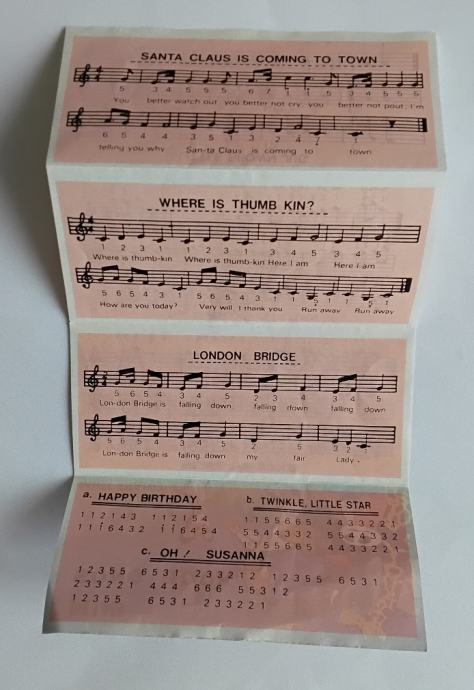 SANTA CLAUS IS COMING TO TOWN
5 3 4 5 5 5 6 7 1 1 5 3 4 5 5 5
You better watch out you better not cry you better not pout, I'm
6 5 4 4 3 5 1 3 2 4 7 1
telling you why San-ta Claus is coming to town
WHERE IS THUMB KIN?
1 2 3 1 1 2 3 1 3 4 5 3 4 5
Where is thumb-kin Where is thumb-kin Here I am Here i am
5 6 5 4 3 1 5 6 5 4 3 1 1 5 1 1 5 1
How are you today? Very will, I thank you Run away Run away
LONDON BRIDGE
5 6 5 4 3 4 5 2 3 4 3 4 5
Lon-don Bridge is falling down falling down falling down
5 6 5 4 3 4 5 2 5 3 2 1
Lon-don Bridge is falling down my fair Lady -
a. HAPPY BIRTHDAY
1 1 2 1 4 3 1 1 2 1 5 4
1 1 i 6 4 3 2 i i 6 4 5 4
b. TWINKLE, LITTLE STAR
1 1 5 5 6 6 5 4 4 3 3 2 2 1
5 5 4 4 3 3 2 5 5 4 4 3 3 2
1 1 5 5 6 6 5 4 4 3 3 2 2 1
c. OH! SUSANNA
1 2 3 5 5 6 5 3 1 2 3 3 2 1 2 1 2 3 5 5 6 5 3 1
2 3 3 2 2 1 4 4 4 6 6 6 5 5 3 1 2
1 2 3 5 5 6 5 3 1 2 3 3 2 2 1